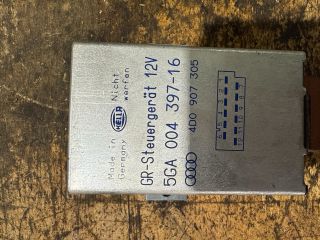 Made in
Germany
HELLA
Nicht
werfen
GR-Steuergerät 12V
5GA 004 397-16
4D0 907 305